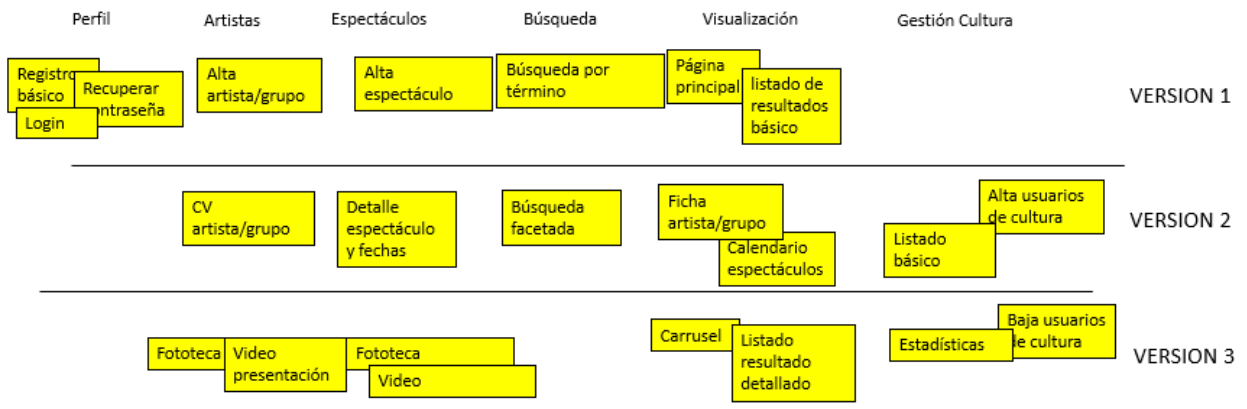 Perfil
Artistas
Espectáculos
Búsqueda
Visualización
Gestión Cultura
Registro
básico
Recuperar
contraseña
Login
Alta
artista/grupo
Alta
espectáculo
Búsqueda por
término
Página
principal
listado de
resultados
básico
VERSION 1
CV
artista/grupo
Detalle
espectáculo
y fechas
Búsqueda
facetada
Ficha
artista/grupo
Calendario
espectáculos
Listado
básico
Alta usuarios
de cultura
VERSION 2
Fototeca
Video
presentación
Fototeca
Video
Carrusel
Listado
resultado
detallado
Estadísticas
Baja usuarios
de cultura
VERSION 3